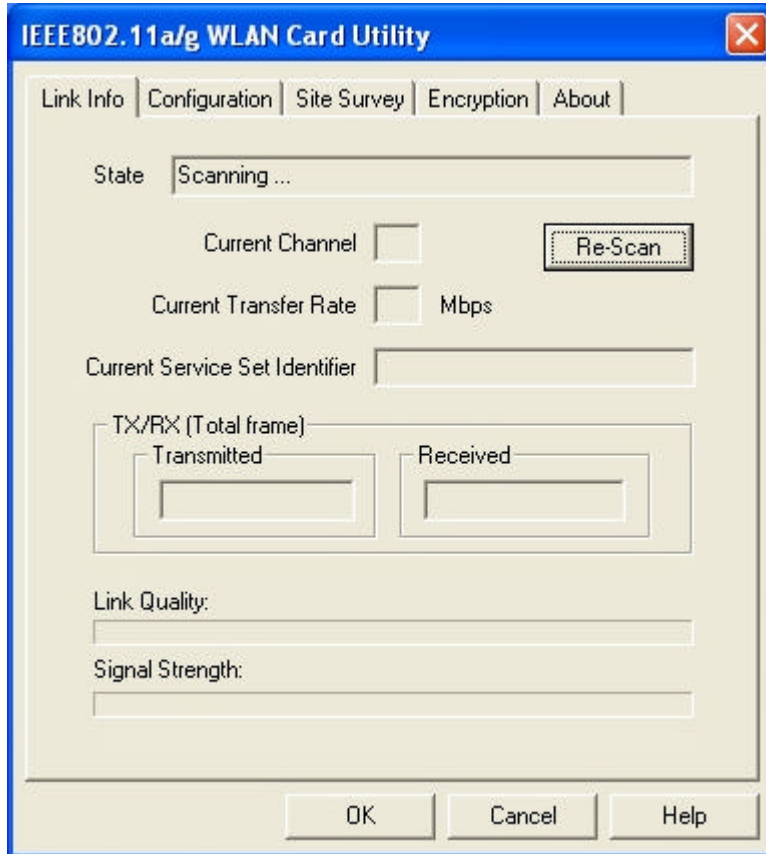 IEEE802.11a/g WLAN Card Utility
Link Info Configuration Site Survey Encryption About
State Scanning ...
Current Channel Re-Scan
Current Transfer Rate Mbps
Current Service Set Identifier
TX/RX (Total frame)
Transmitted Received
Link Quality:
Signal Strength:
OK Cancel Help